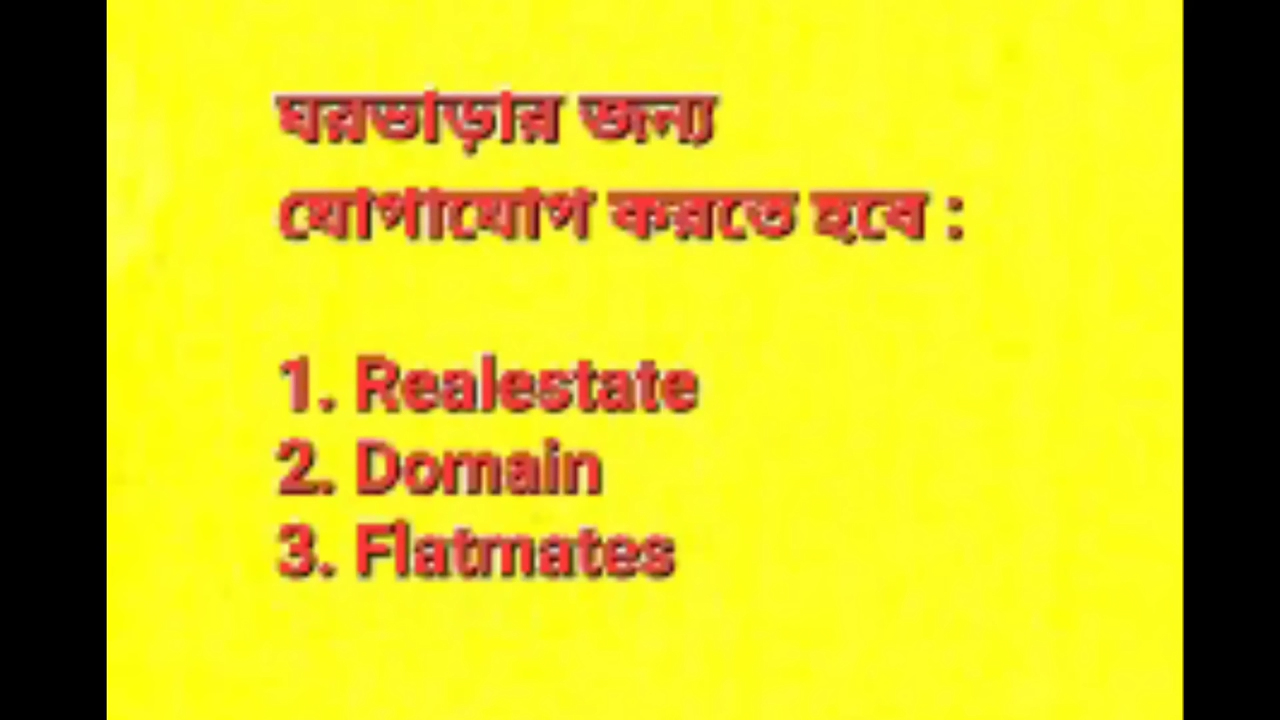 ঘরভাড়ার জন্য
যোগাযোগ করতে হবে :
1. Realestate
2. Domain
3. Flatmates